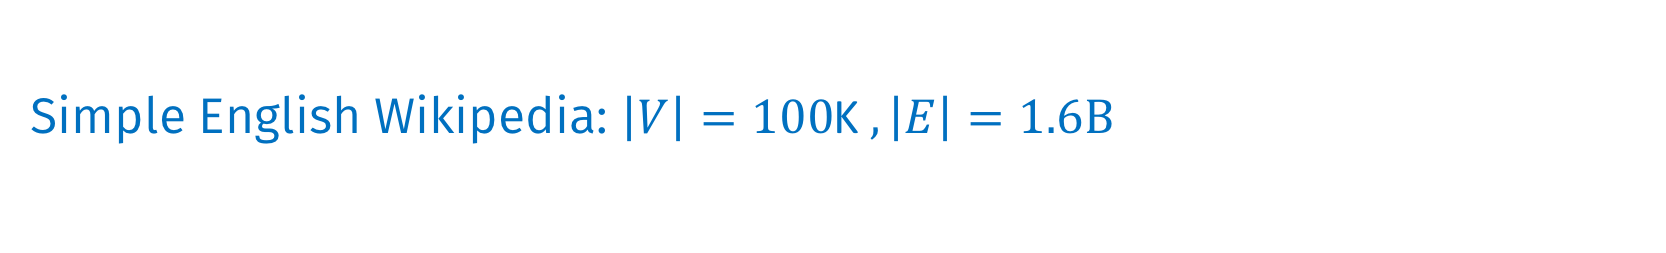 Simple English Wikipedia: |V| = 100K , |E| = 1.6B